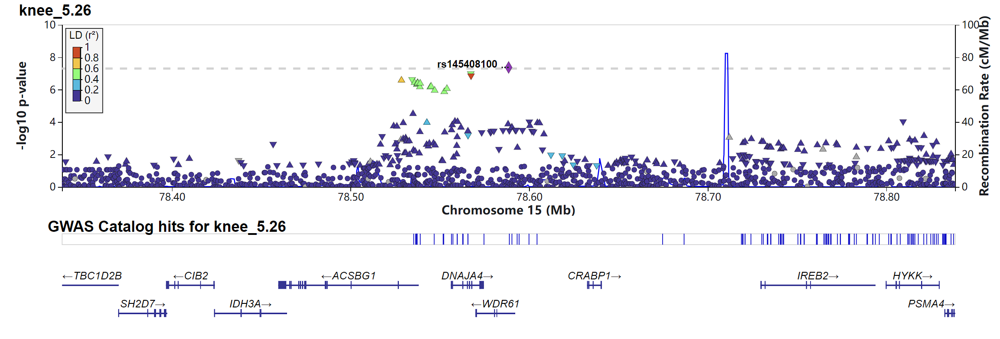 knee_5.26
10
8
6
4
2
0
-log10 p-value
LD (r²)
1
0.8
0.6
0.4
0.2
0
rs145408100
100
80
60
40
20
0
Recombination Rate (cM/Mb)
78.40 78.50 78.60 78.70 78.80
Chromosome 15 (Mb)
GWAS Catalog hits for knee_5.26
←TBC1D2B ←CIB2 ←ACSBG1 DNAJA4→ CRABP1→ IREB2→ HYKK→
SH2D7→ IDH3A→ ←WDR61 PSMA4→